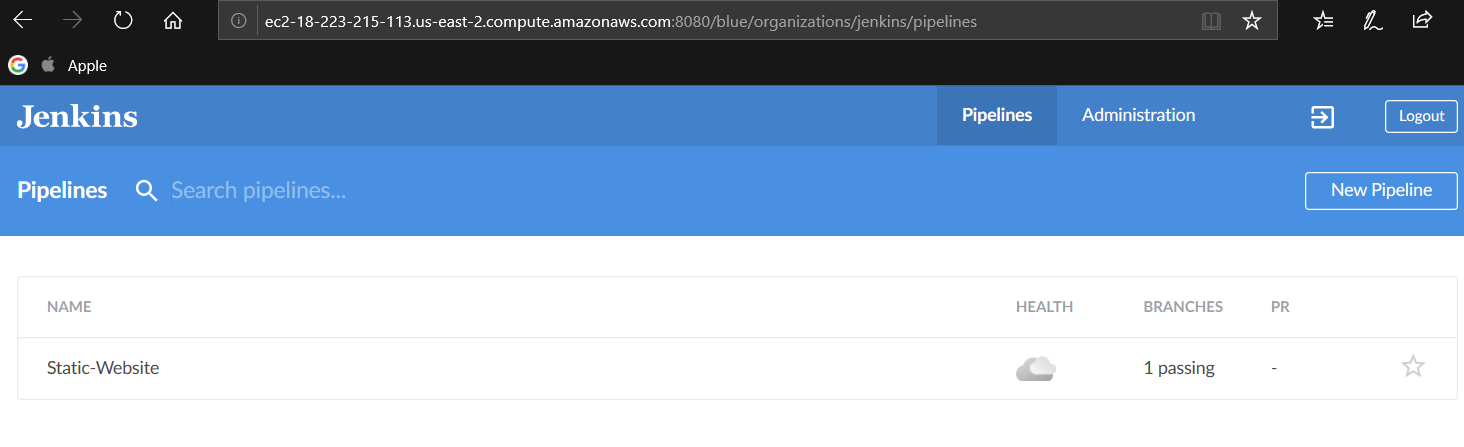 ec2-18-223-215-113.us-east-2.compute.amazonaws.com:8080/blue/organizations/jenkins/pipelines
Apple
Jenkins Pipelines Administration Logout
Pipelines Search pipelines... New Pipeline
NAME HEALTH BRANCHES PR
Static-Website 1 passing -